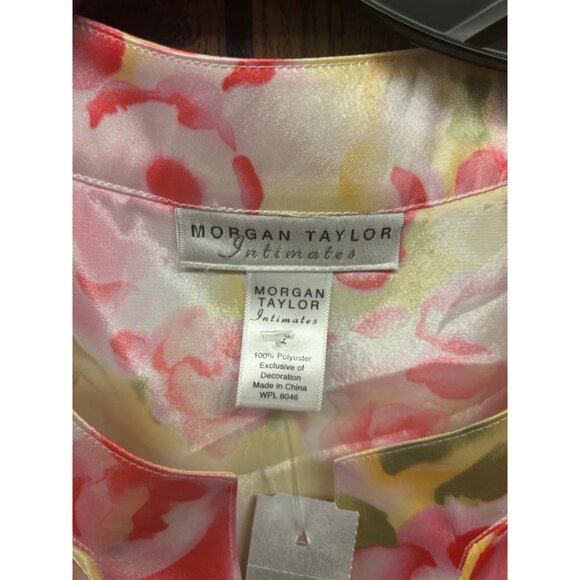 MORGAN TAYLOR
Intimates
MORGAN
TAYLOR
Intimates
100% Polyester
Exclusive of
Decoration
Made in China
WPL 8046